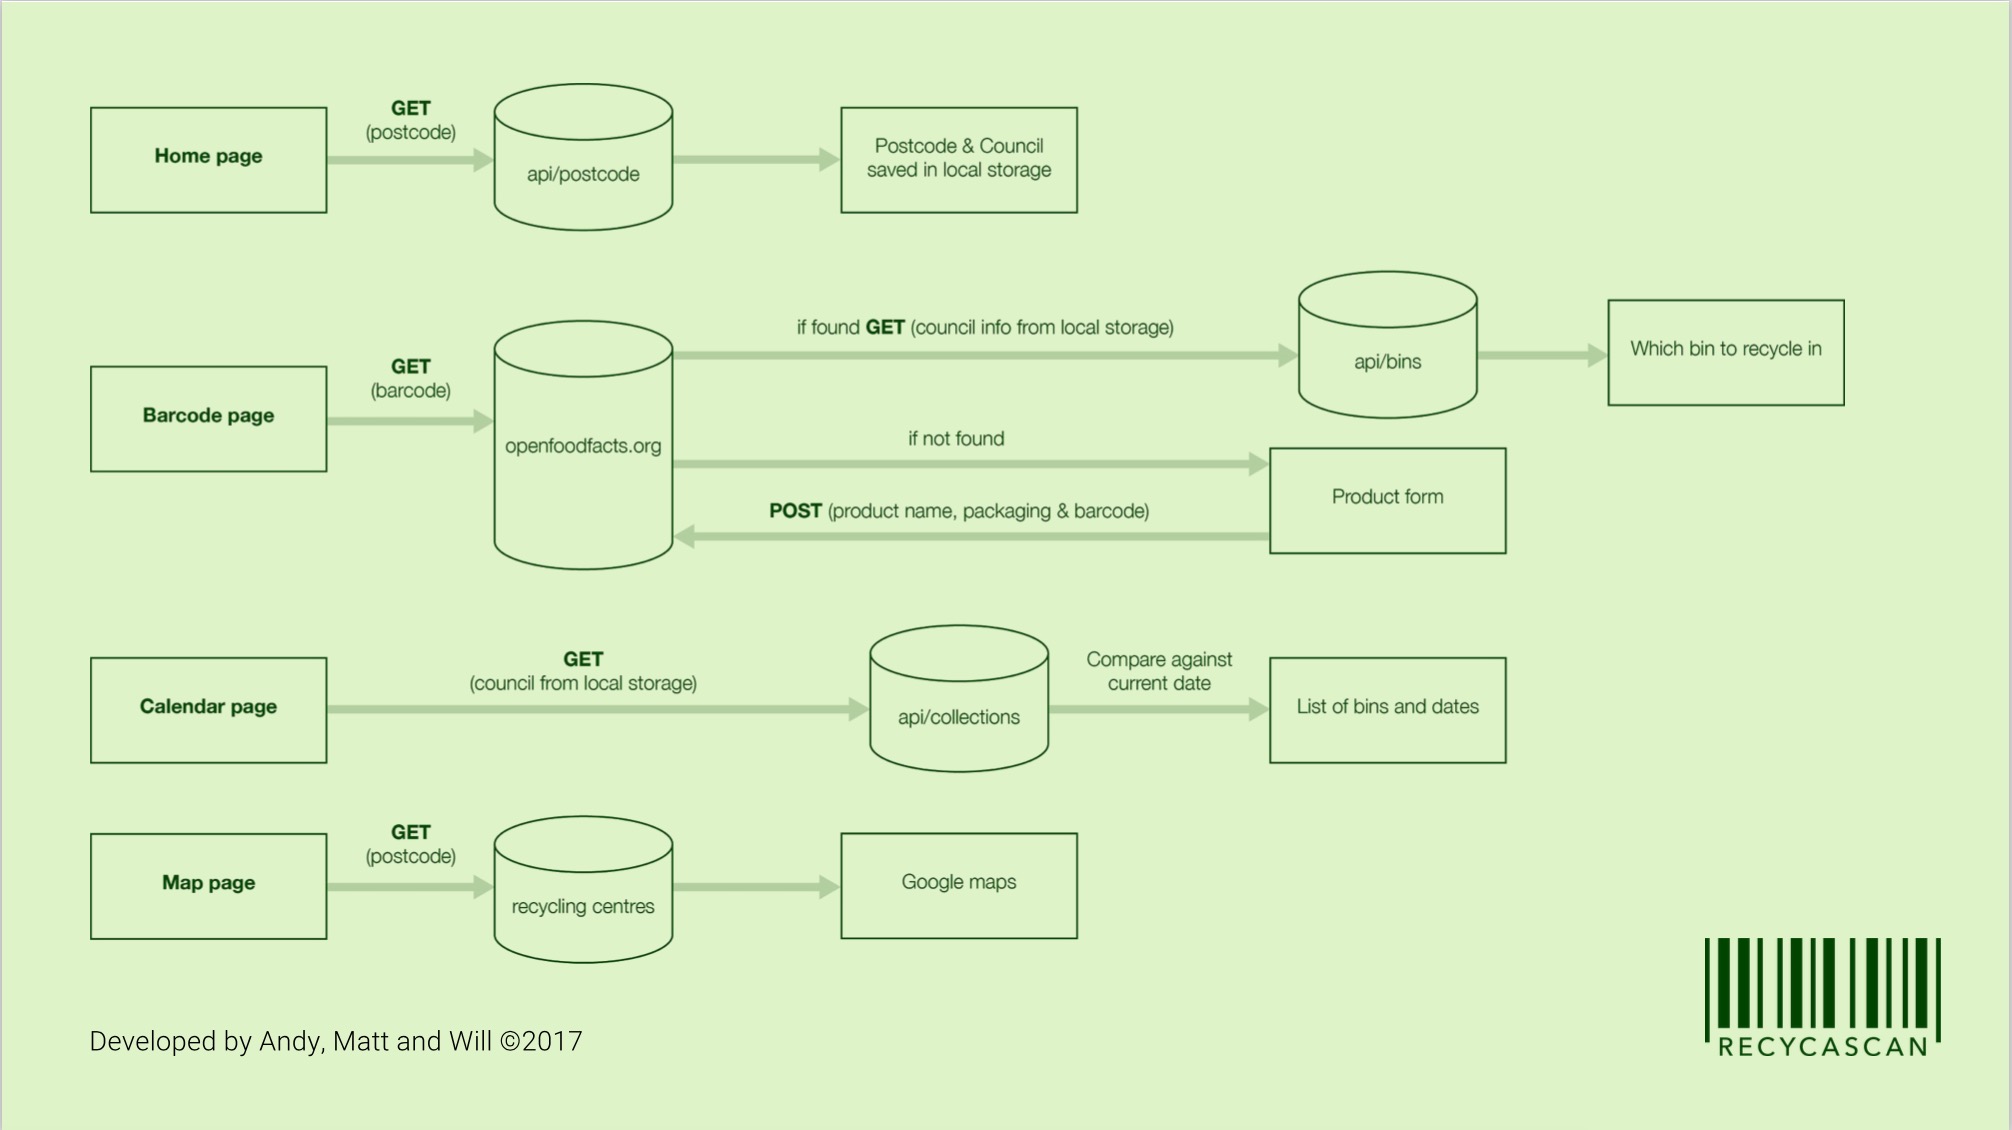 Home page
GET
(postcode)
api/postcode
Postcode & Council
saved in local storage
Barcode page
GET
(barcode)
openfoodfacts.org
if found GET (council info from local storage)
api/bins
Which bin to recycle in
if not found
Product form
POST (product name, packaging & barcode)
Calendar page
GET
(council from local storage)
api/collections
Compare against
current date
List of bins and dates
Map page
GET
(postcode)
recycling centres
Google maps
Developed by Andy, Matt and Will ©2017
RECYCASCAN